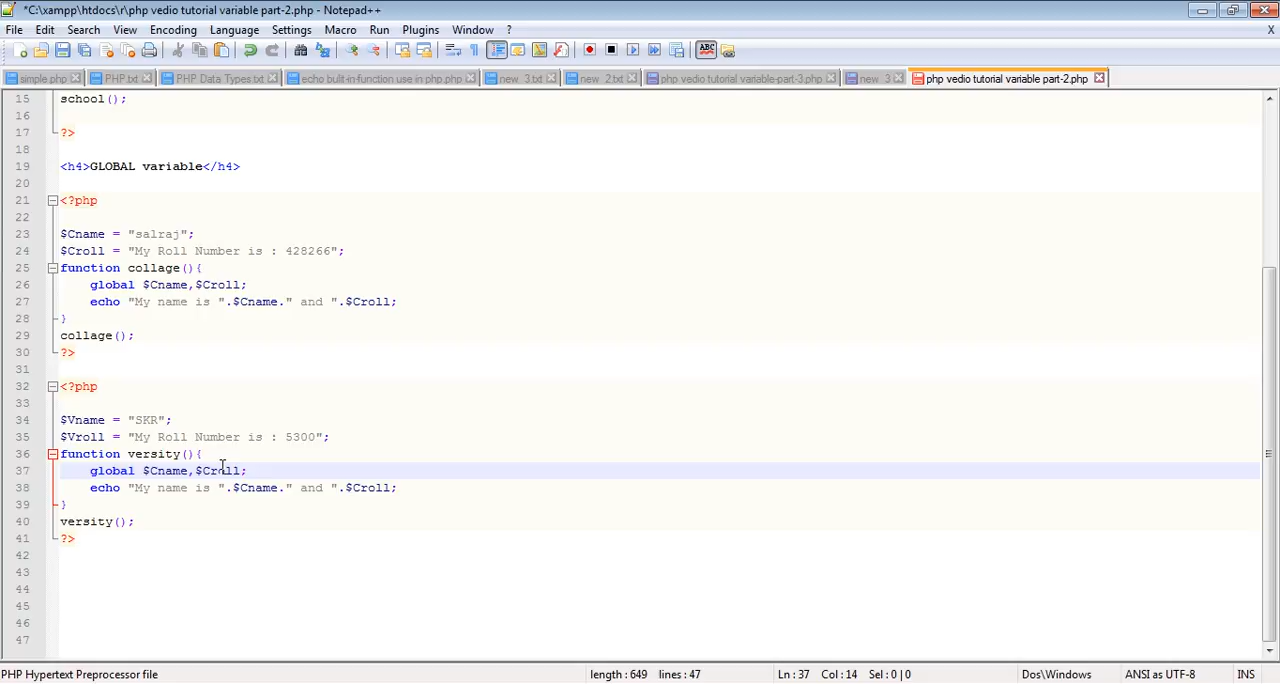 *C:\xampp\htdocs\r\php vedio tutorial variable part-2.php - Notepad++
File Edit Search View Encoding Language Settings Macro Run Plugins Window ? X
simple.php PHP.txt PHP Data Types.txt echo built-in-function use in php.php new_3.txt new_2.txt php vedio tutorial variable-part-3.php new 3 php vedio tutorial variable part-2.php
15 school();
16
17 ?>
18
19 <h4>GLOBAL variable</h4>
20
21 <?php
22
23 $Cname = "salraj";
24 $Croll = "My Roll Number is : 428266";
25 function collage(){
26 global $Cname,$Croll;
27 echo "My name is ".$Cname." and ".$Croll;
28 }
29 collage();
30 ?>
31
32 <?php
33
34 $Vname = "SKR";
35 $Vroll = "My Roll Number is : 5300";
36 function versity(){
37 global $Cname,$Croll;
38 echo "My name is ".$Cname." and ".$Croll;
39 }
40 versity();
41 ?>
42
43
44
45
46
47
PHP Hypertext Preprocessor file length : 649 lines : 47 Ln : 37 Col : 14 Sel : 0 | 0 Dos\Windows ANSI as UTF-8 INS